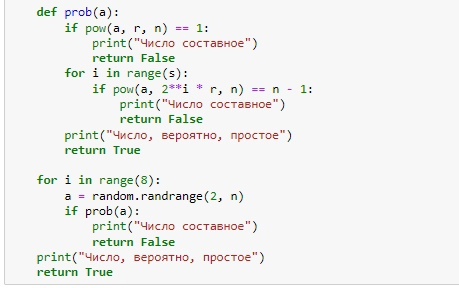 def prob(a):
    if pow(a, r, n) == 1:
        print("Число составное")
        return False
    for i in range(s):
        if pow(a, 2**i * r, n) == n - 1:
            print("Число составное")
            return False
    print("Число, вероятно, простое")
    return True

for i in range(8):
    a = random.randrange(2, n)
    if prob(a):
        print("Число составное")
        return False
print("Число, вероятно, простое")
return True